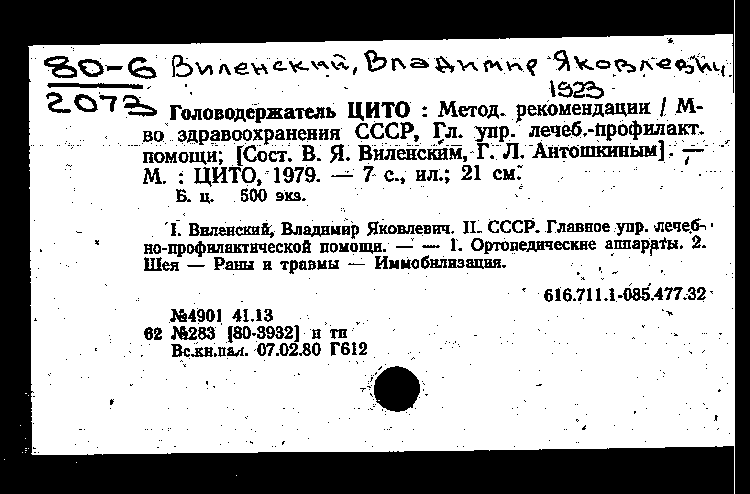 80-6 Виленский, Владимир Яковлевич,
2073 1923
Головодержатель ЦИТО : Метод. рекомендации / М-
во здравоохранения СССР, Гл. упр. лечеб.-профилакт.
помощи; [Сост. В. Я. Виленским, Г. Л. Антошкиным]. —
М. : ЦИТО, 1979. — 7 с., ил.; 21 см.
Б. ц. 500 экз.
I. Виленский, Владимир Яковлевич. II. СССР. Главное упр. лечеб-
но-профилактической помощи. — — 1. Ортопедические аппараты. 2.
Шея — Раны и травмы — Иммобилизация.
616.711.1-085.477.32
№4901 41.13
62 №283 [80-3932] п тп
Вс.кн.пал. 07.02.80 Г612